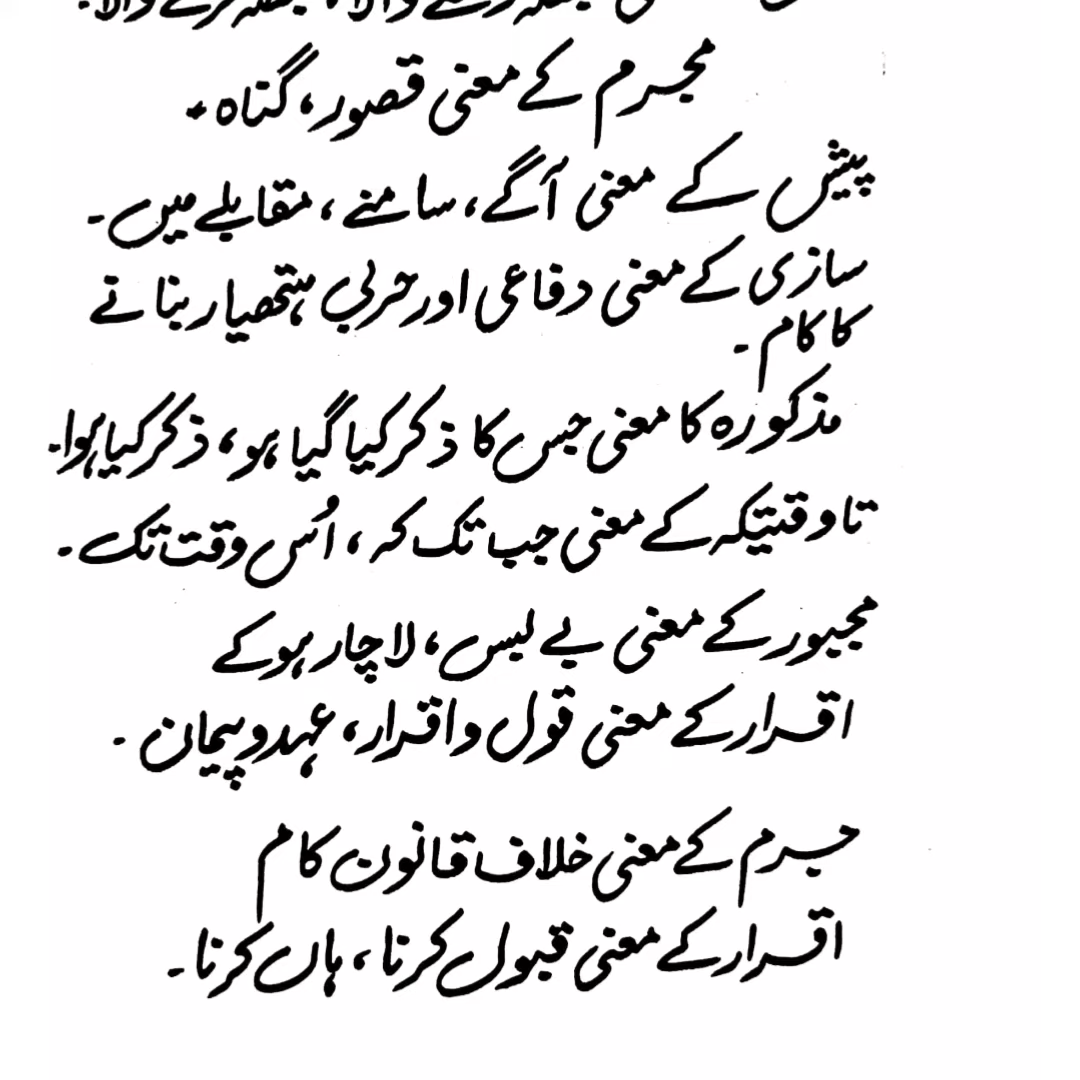 والا، کرنے والا۔
مجرم کے معنی قصور، گناہ +
پیش کے معنی آگے، سامنے، مقابلے میں۔
سازی کے معنی دفاعی اور حربی ہتھیار بنانے
کا کام۔
مذکورہ کا معنی جس کا ذکر کیا گیا ہو، ذکر کیا ہوا۔
تاوقتیکہ کے معنی جب تک کہ، اُس وقت تک۔
مجبور کے معنی بے بس، لاچار ہو کے
اقرار کے معنی قول و اقرار، عہد و پیمان۔
جرم کے معنی خلاف قانون کام
اقرار کے معنی قبول کرنا، ہاں کرنا۔